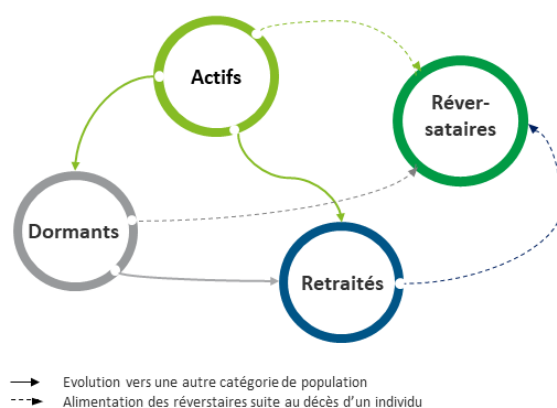 Actifs
Réver-
sataires
Dormants
Retraités
Evolution vers une autre catégorie de population
Alimentation des réverstaires suite au décès d'un individu